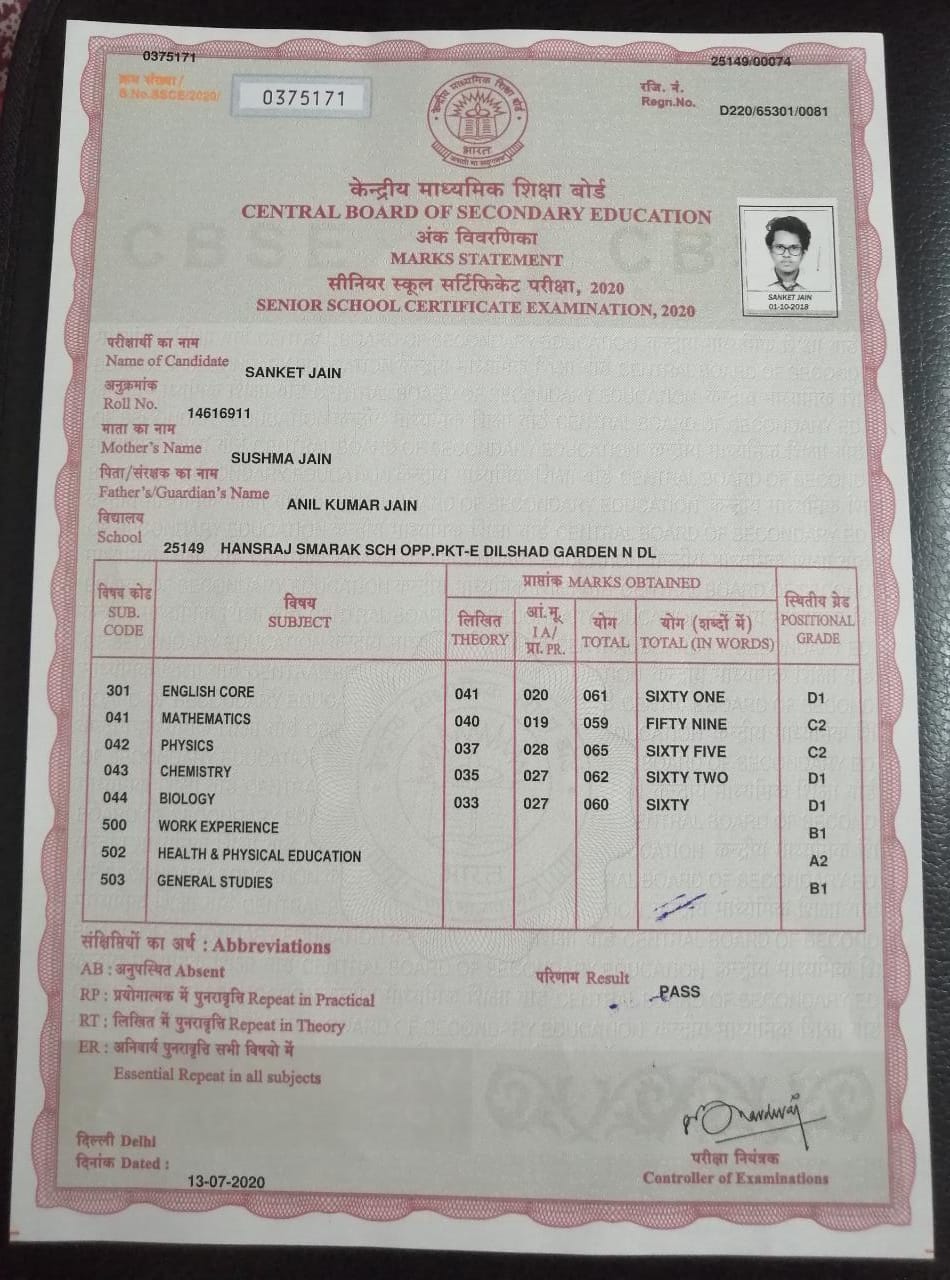 0375171
25149/00074
क्रम संख्या/
S.No.SSCE/2020/
0375171
रजि. नं.
Regn.No.
D220/65301/0081
केन्द्रीय माध्यमिक शिक्षा बोर्ड
भारत
केन्द्रीय माध्यमिक शिक्षा बोर्ड
CENTRAL BOARD OF SECONDARY EDUCATION
अंक विवरणिका
MARKS STATEMENT
सीनियर स्कूल सर्टिफिकेट परीक्षा, 2020
SENIOR SCHOOL CERTIFICATE EXAMINATION, 2020
SANKET JAIN
01-10-2018
परीक्षार्थी का नाम
Name of Candidate SANKET JAIN
अनुक्रमांक
Roll No. 14616911
माता का नाम
Mother's Name SUSHMA JAIN
पिता/संरक्षक का नाम
Father's/Guardian's Name ANIL KUMAR JAIN
विद्यालय
School 25149 HANSRAJ SMARAK SCH OPP.PKT-E DILSHAD GARDEN N DL
विषय कोड SUB. CODE
विषय SUBJECT
प्राप्तांक MARKS OBTAINED
लिखित THEORY
आं.मू. IA/ प्रा. PR.
योग TOTAL
योग (शब्दों में) TOTAL (IN WORDS)
स्थितीय ग्रेड POSITIONAL GRADE
301 ENGLISH CORE 041 020 061 SIXTY ONE D1
041 MATHEMATICS 040 019 059 FIFTY NINE C2
042 PHYSICS 037 028 065 SIXTY FIVE C2
043 CHEMISTRY 035 027 062 SIXTY TWO D1
044 BIOLOGY 033 027 060 SIXTY D1
500 WORK EXPERIENCE B1
502 HEALTH & PHYSICAL EDUCATION A2
503 GENERAL STUDIES B1
संक्षिप्तियों का अर्थ : Abbreviations
AB : अनुपस्थित Absent
परिणाम Result PASS
RP : प्रयोगात्मक में पुनरावृत्ति Repeat in Practical
RT : लिखित में पुनरावृत्ति Repeat in Theory
ER : अनिवार्य पुनरावृत्ति सभी विषयो में
Essential Repeat in all subjects
दिल्ली Delhi
दिनांक Dated :
13-07-2020
परीक्षा नियंत्रक
Controller of Examinations